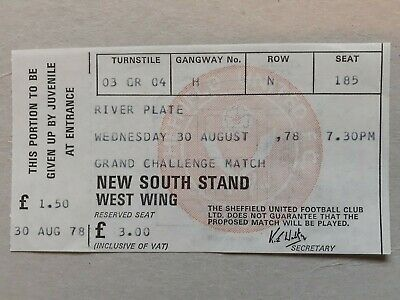 THIS PORTION TO BE
GIVEN UP BY JUVENILE
AT ENTRANCE
£ 1.50
30 AUG 78
TURNSTILE GANGWAY No. ROW SEAT
03 GR 04 H N 185
RIVER PLATE
WEDNESDAY 30 AUGUST ,78 7.30PM
GRAND CHALLENGE MATCH
NEW SOUTH STAND
WEST WING
RESERVED SEAT
£ 3.00
(INCLUSIVE OF VAT)
THE SHEFFIELD UNITED FOOTBALL CLUB
LTD. DOES NOT GUARANTEE THAT THE
PROPOSED MATCH WILL BE PLAYED.
SECRETARY